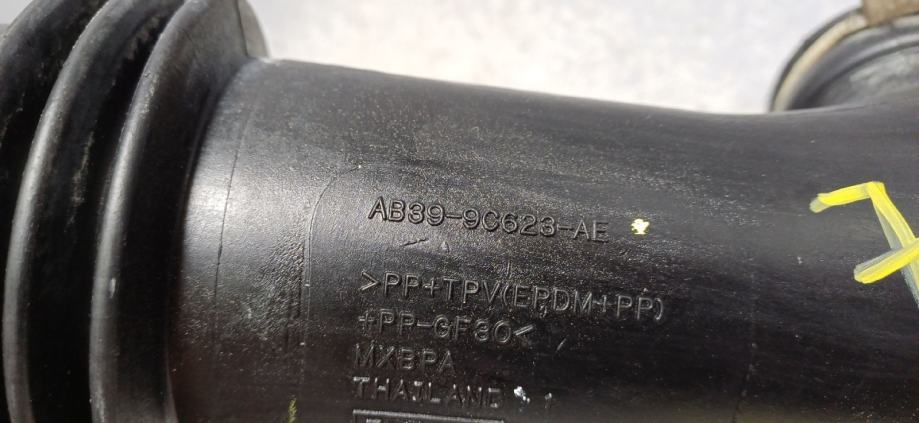 AB39-9C623-AE
>PP+TPV(EPDM+PP)
+PP-GF30<
MXBPA
THAILAND